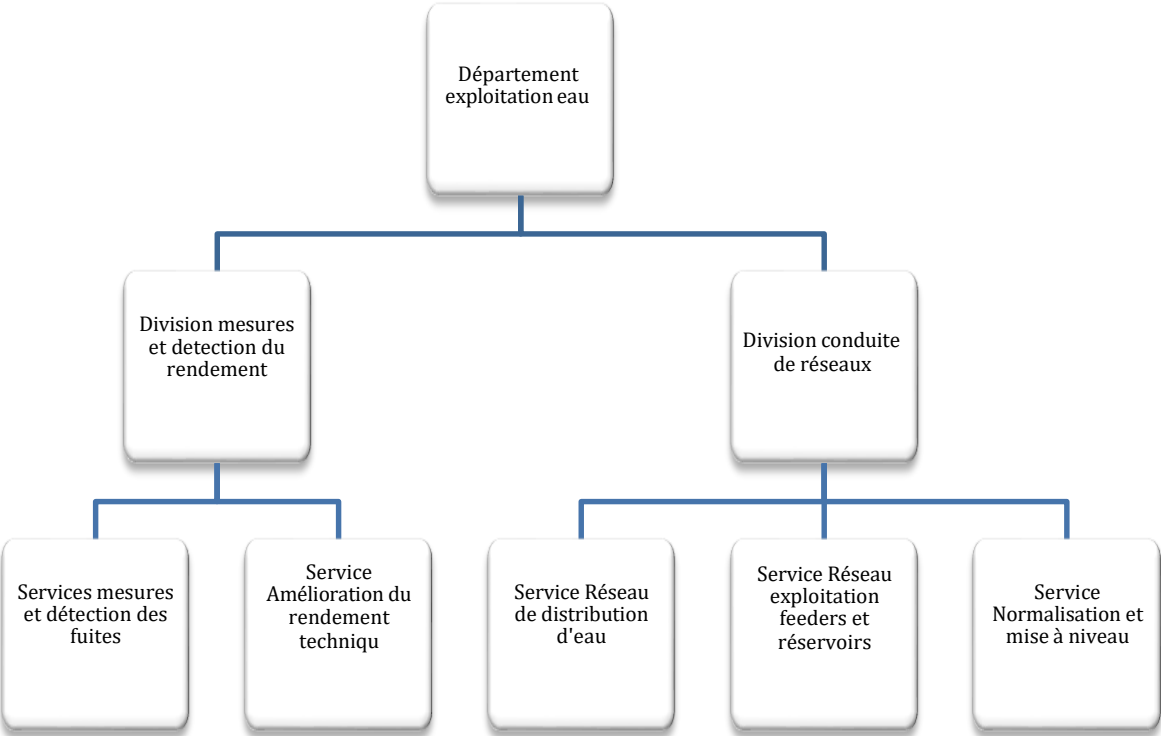 Département
exploitation eau
Division mesures
et detection du
rendement
Division conduite
de réseaux
Services mesures
et détection des
fuites
Service
Amélioration du
rendement
techniqu
Service Réseau
de distribution
d'eau
Service Réseau
exploitation
feeders et
réservoirs
Service
Normalisation et
mise à niveau